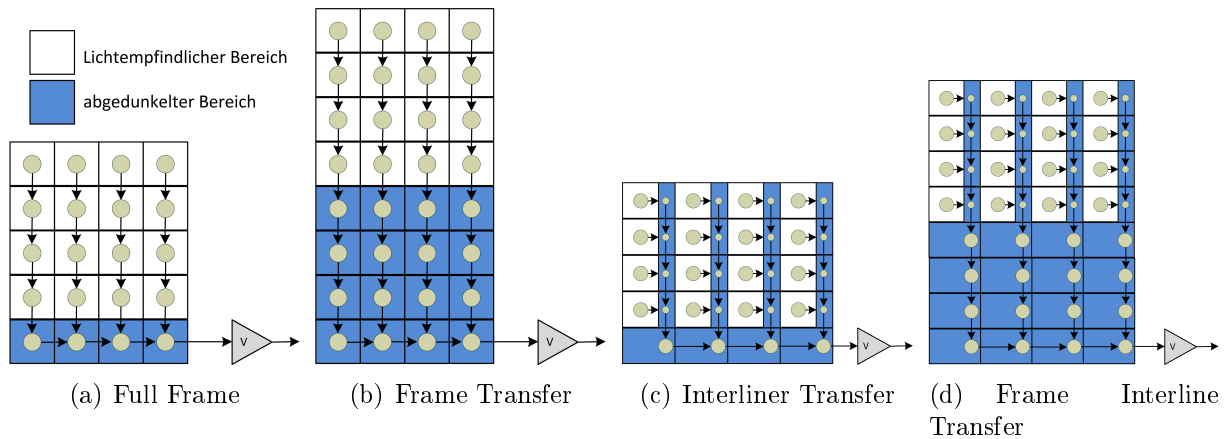 Lichtempfindlicher Bereich
abgedunkelter Bereich
v
v
v
v
(a) Full Frame
(b) Frame Transfer
(c) Interliner Transfer
(d) Frame Interline
Transfer